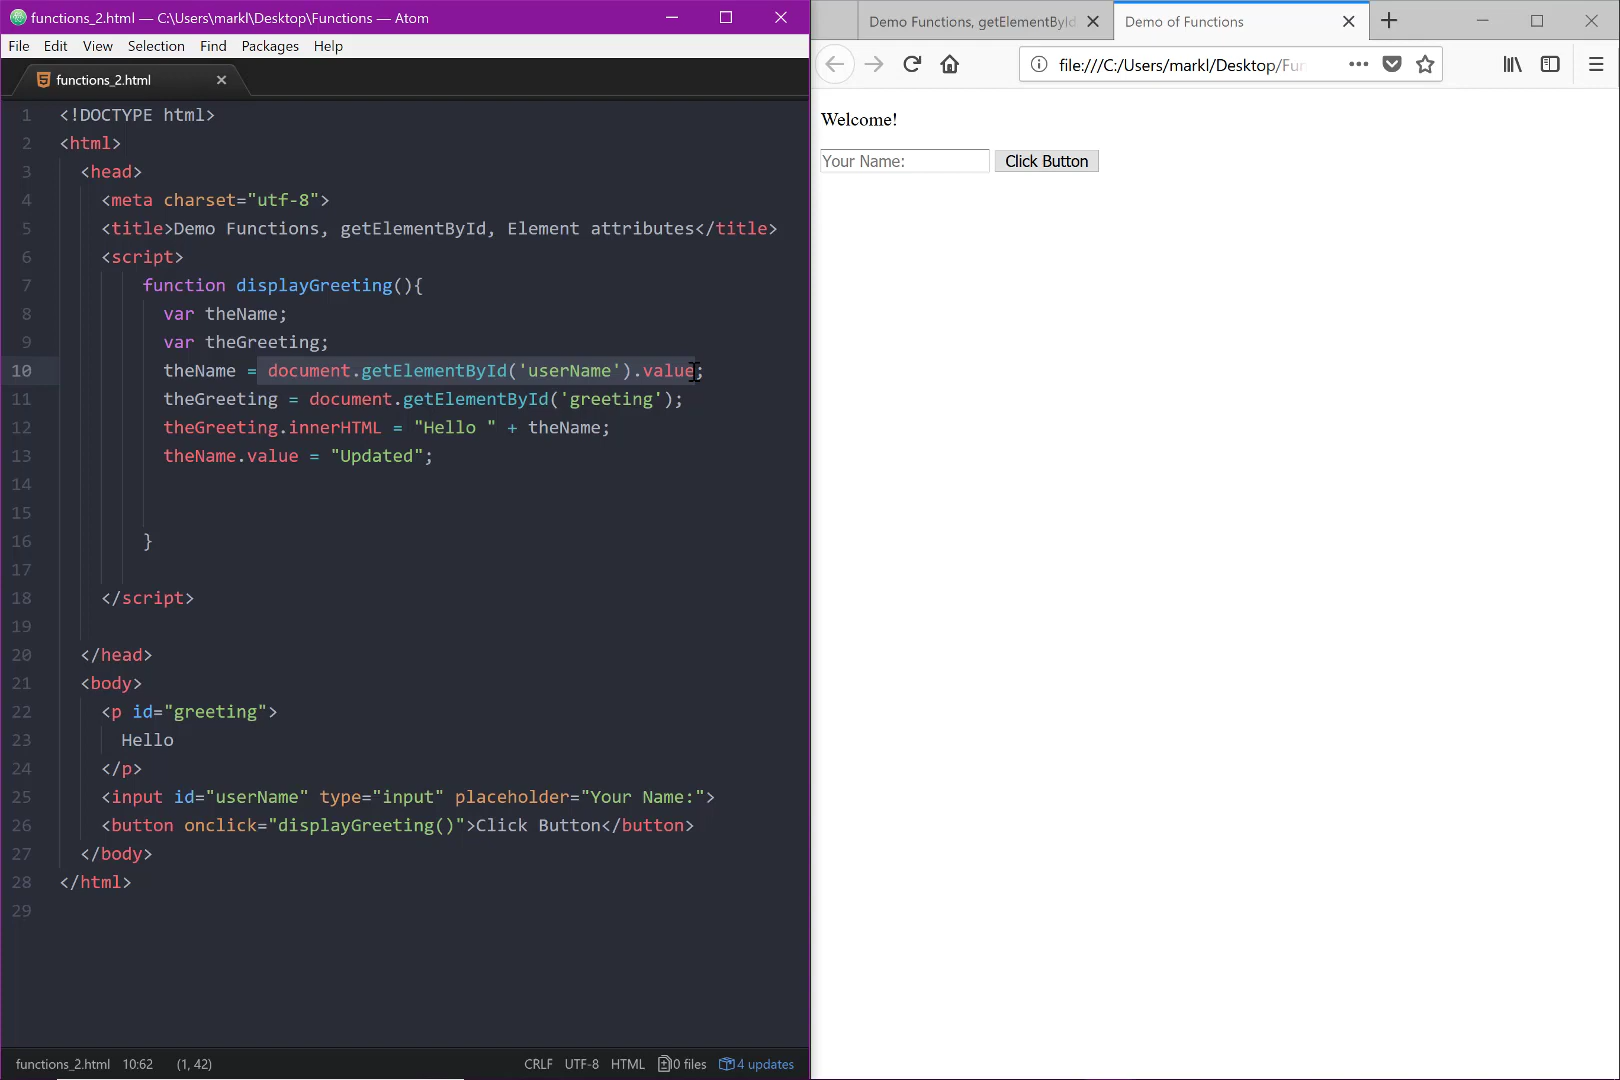 functions_2.html — C:\Users\markl\Desktop\Functions — Atom
File Edit View Selection Find Packages Help
functions_2.html
1 <!DOCTYPE html>
2 <html>
3 <head>
4 <meta charset="utf-8">
5 <title>Demo Functions, getElementById, Element attributes</title>
6 <script>
7 function displayGreeting(){
8 var theName;
9 var theGreeting;
10 theName = document.getElementById('userName').value;
11 theGreeting = document.getElementById('greeting');
12 theGreeting.innerHTML = "Hello " + theName;
13 theName.value = "Updated";
14
15
16 }
17
18 </script>
19
20 </head>
21 <body>
22 <p id="greeting">
23 Hello
24 </p>
25 <input id="userName" type="input" placeholder="Your Name:">
26 <button onclick="displayGreeting()">Click Button</button>
27 </body>
28 </html>
29
functions_2.html 10:62 (1, 42) CRLF UTF-8 HTML 0 files 4 updates
Demo Functions, getElementById Demo of Functions
file:///C:/Users/markl/Desktop/Fun
Welcome!
Your Name: Click Button